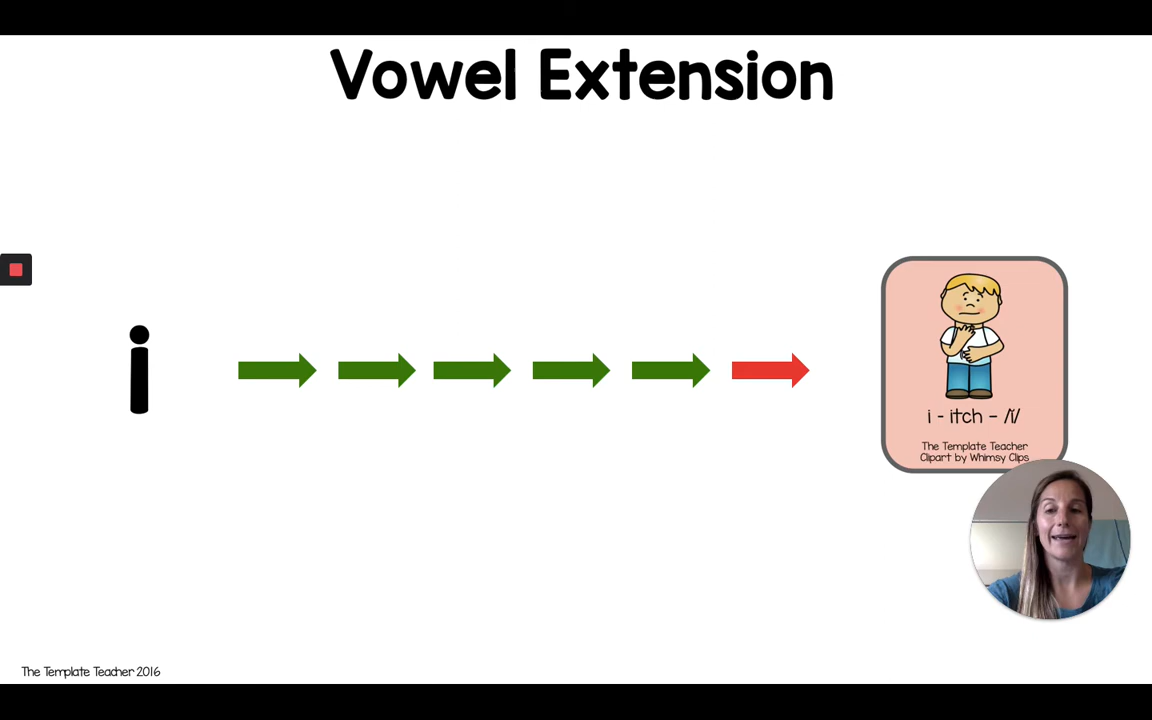 Vowel Extension
i
i - itch - /ĭ/
The Template Teacher
Clipart by Whimsy Clips
The Template Teacher 2016